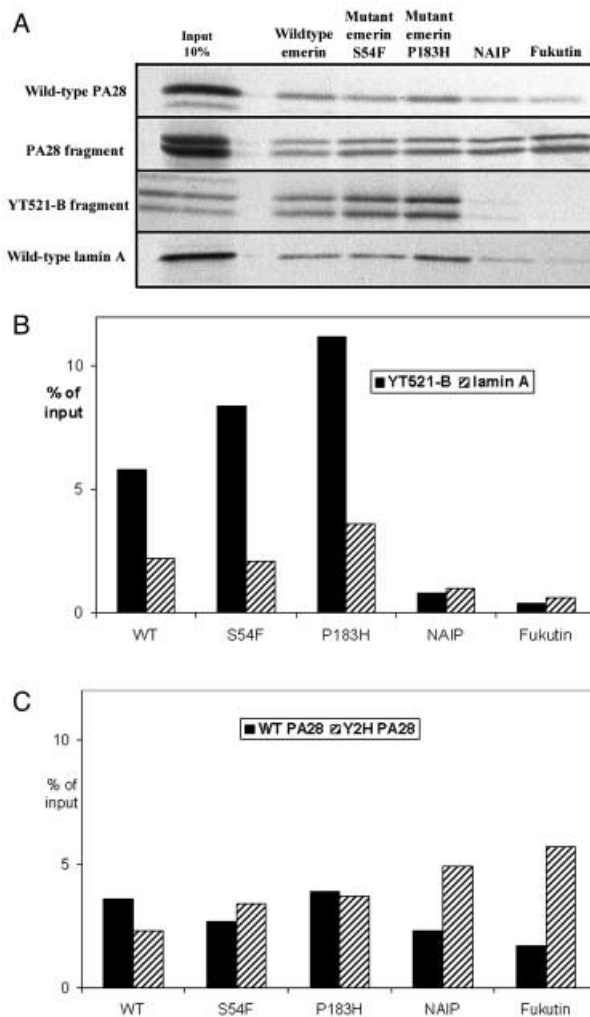 A
Input
10%
Wildtype
emerin
Mutant
emerin
S54F
Mutant
emerin
P183H
NAIP
Fukutin
Wild-type PA28
PA28 fragment
YT521-B fragment
Wild-type lamin A
B
10
% of
input
5
0
YT521-B lamin A
WT S54F P183H NAIP Fukutin
C
10
% of
input
5
0
WT PA28 Y2H PA28
WT S54F P183H NAIP Fukutin